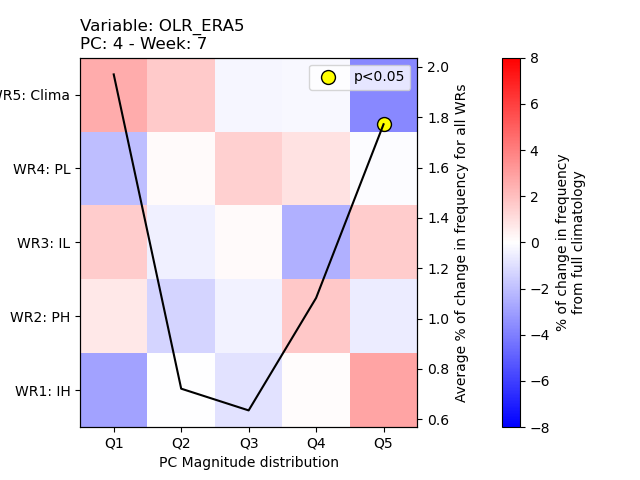 Variable: OLR_ERA5
PC: 4 - Week: 7
p<0.05
WR5: Clima
WR4: PL
WR3: IL
WR2: PH
WR1: IH
Q1 Q2 Q3 Q4 Q5
PC Magnitude distribution
2.0
1.8
1.6
1.4
1.2
1.0
0.8
0.6
Average % of change in frequency for all WRs
8
6
4
2
0
−2
−4
−6
−8
% of change in frequency
from full climatology